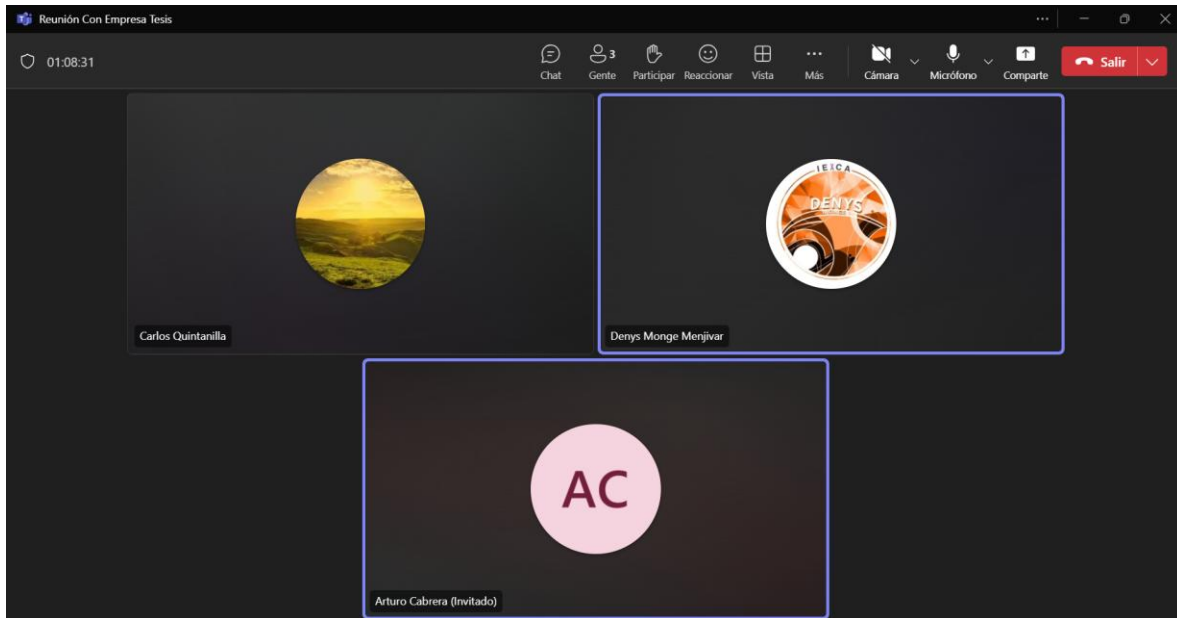 Reunión Con Empresa Tesis
01:08:31
3
Chat Gente Participar Reaccionar Vista Más Cámara Micrófono Comparte Salir
IEXCA
DENYS
Carlos Quintanilla Denys Monge Menjivar
AC
Arturo Cabrera (Invitado)